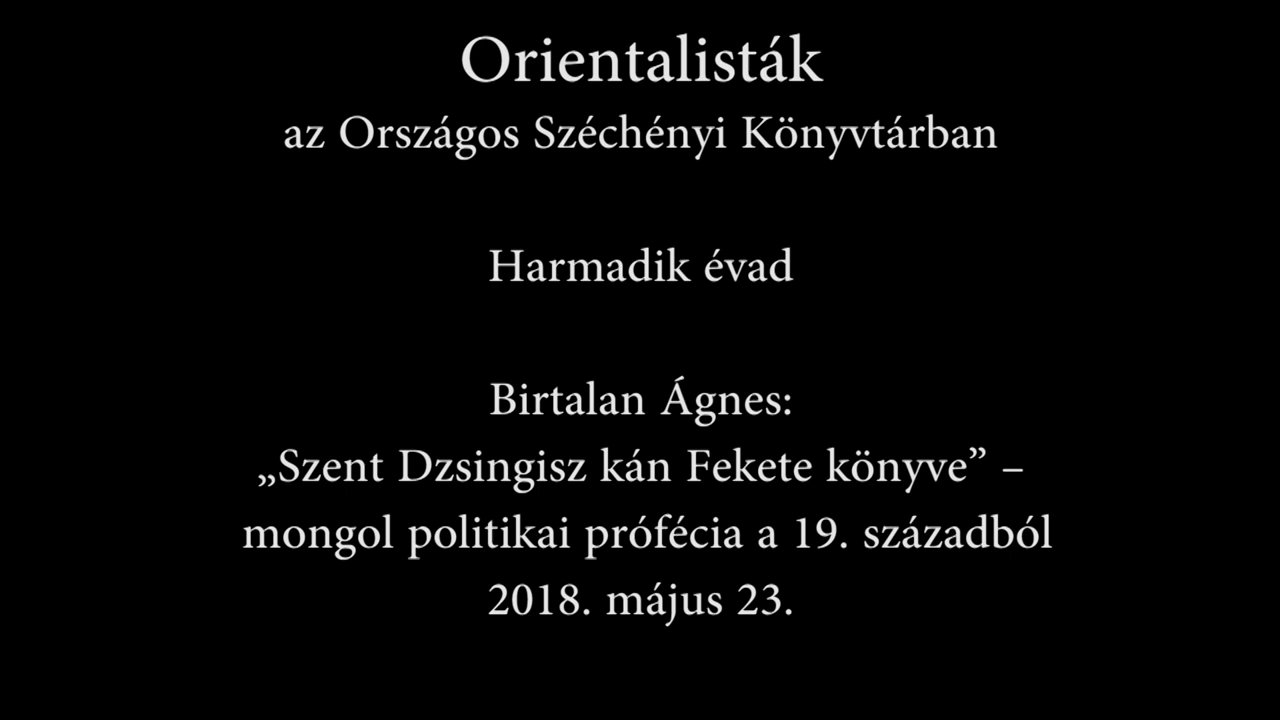 Orientalisták
az Országos Széchényi Könyvtárban
Harmadik évad
Birtalan Ágnes:
„Szent Dzsingisz kán Fekete könyve” –
mongol politikai prófécia a 19. századból
2018. május 23.